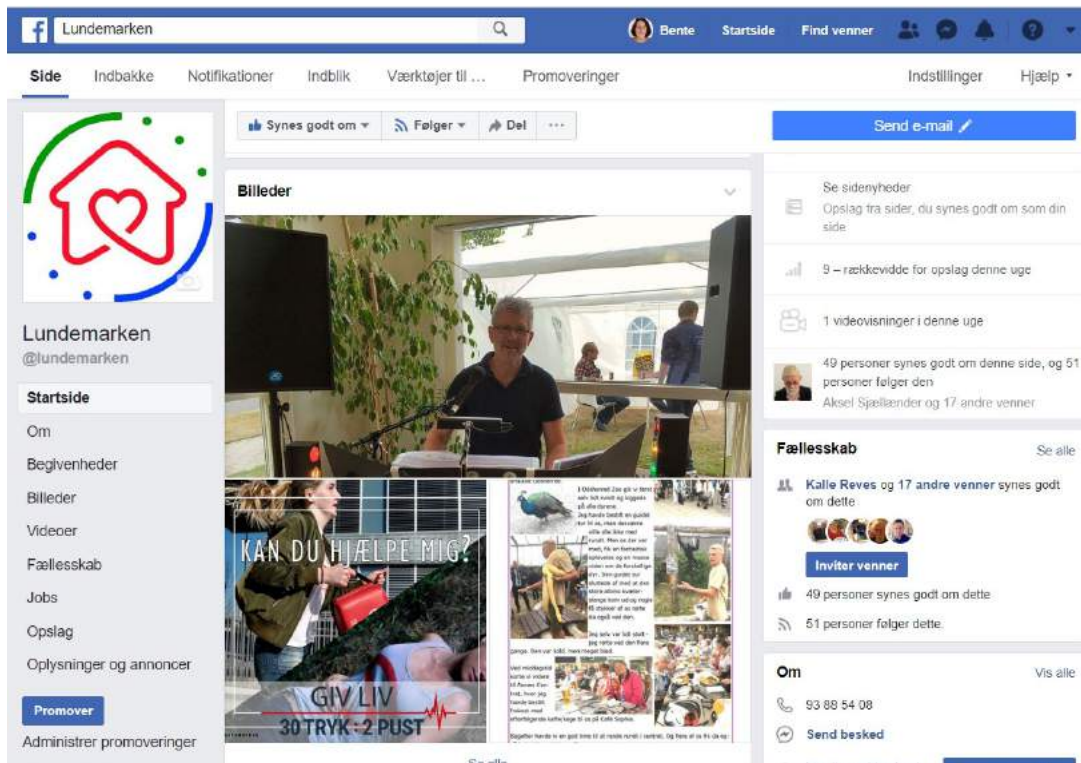 Lundemarken
Bente Startside Find venner
Side Indbakke Notifikationer Indblik Værktøjer til ... Promoveringer Indstillinger Hjælp
Synes godt om Følger Del ...
Send e-mail
Lundemarken
@lundemarken
Startside
Om
Begivenheder
Billeder
Videoer
Fællesskab
Jobs
Opslag
Oplysninger og annoncer
Promover
Administrer promoveringer
Billeder
KAN DU HJÆLPE MIG?
GIV LIV
30 TRYK : 2 PUST
Se alle
Se sidenyheder
Opslag fra sider, du synes godt om som din
side
9 – rækkevidde for opslag denne uge
1 videovisninger i denne uge
49 personer synes godt om denne side, og 51
personer følger den
Aksel Sjællænder og 17 andre venner
Fællesskab Se alle
Kalle Reves og 17 andre venner synes godt
om dette
Inviter venner
49 personer synes godt om dette
51 personer følger dette.
Om Vis alle
93 88 54 08
Send besked